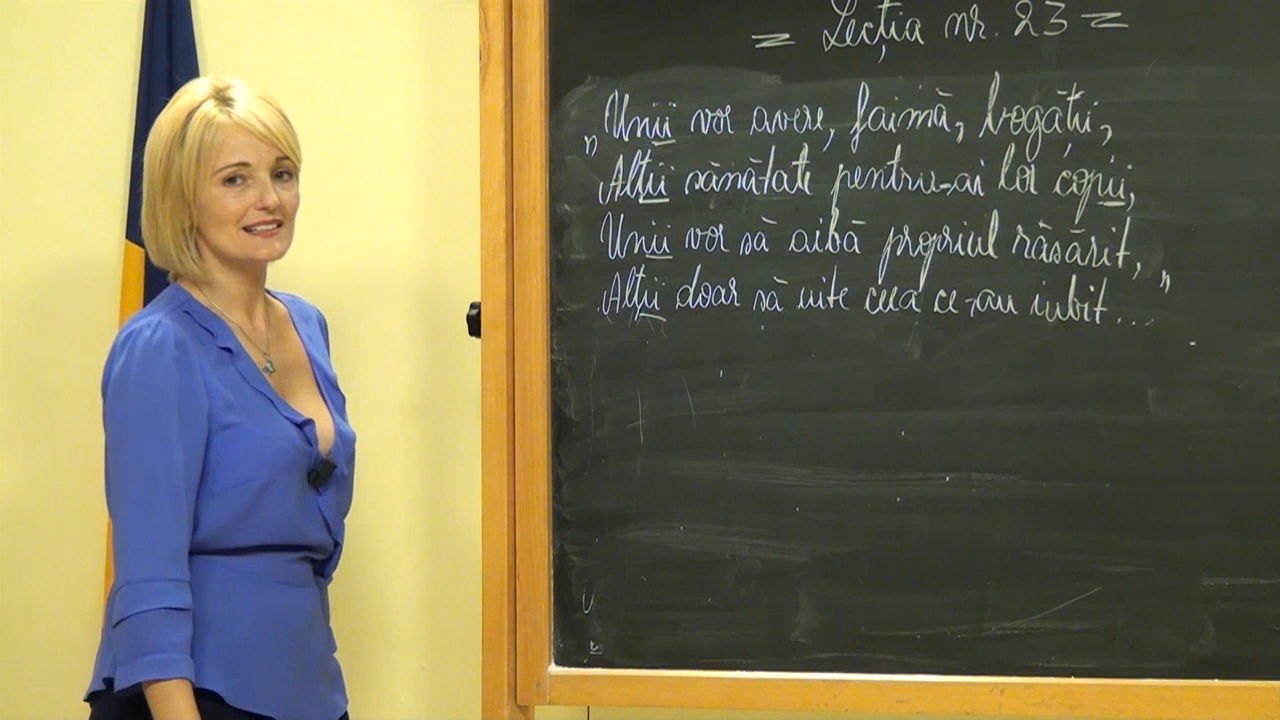 = Lecția nr. 23 =
„Unii vor avere, faimă, bogății,
Alții sănătate pentru-ai lor copii,
Unii vor să aibă propriul răsărit,
Alții doar să uite ceea ce-au iubit..."